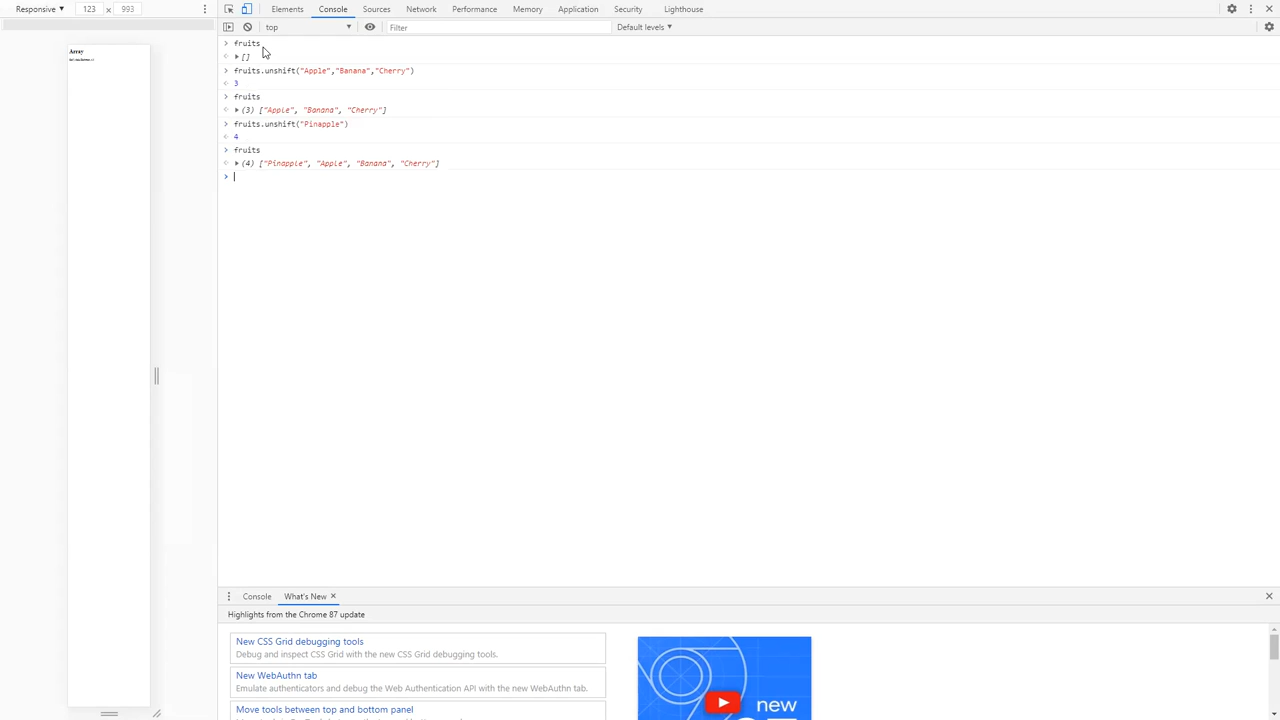 Responsive 123 × 993
Elements Console Sources Network Performance Memory Application Security Lighthouse
top Filter Default levels
Array
fruits
[]
fruits.unshift("Apple","Banana","Cherry")
3
fruits
(3) ["Apple", "Banana", "Cherry"]
fruits.unshift("Pinapple")
4
fruits
(4) ["Pinapple", "Apple", "Banana", "Cherry"]
Console What's New
Highlights from the Chrome 87 update
New CSS Grid debugging tools
Debug and inspect CSS Grid with the new CSS Grid debugging tools.
New WebAuthn tab
Emulate authenticators and debug the Web Authentication API with the new WebAuthn tab.
Move tools between top and bottom panel
new